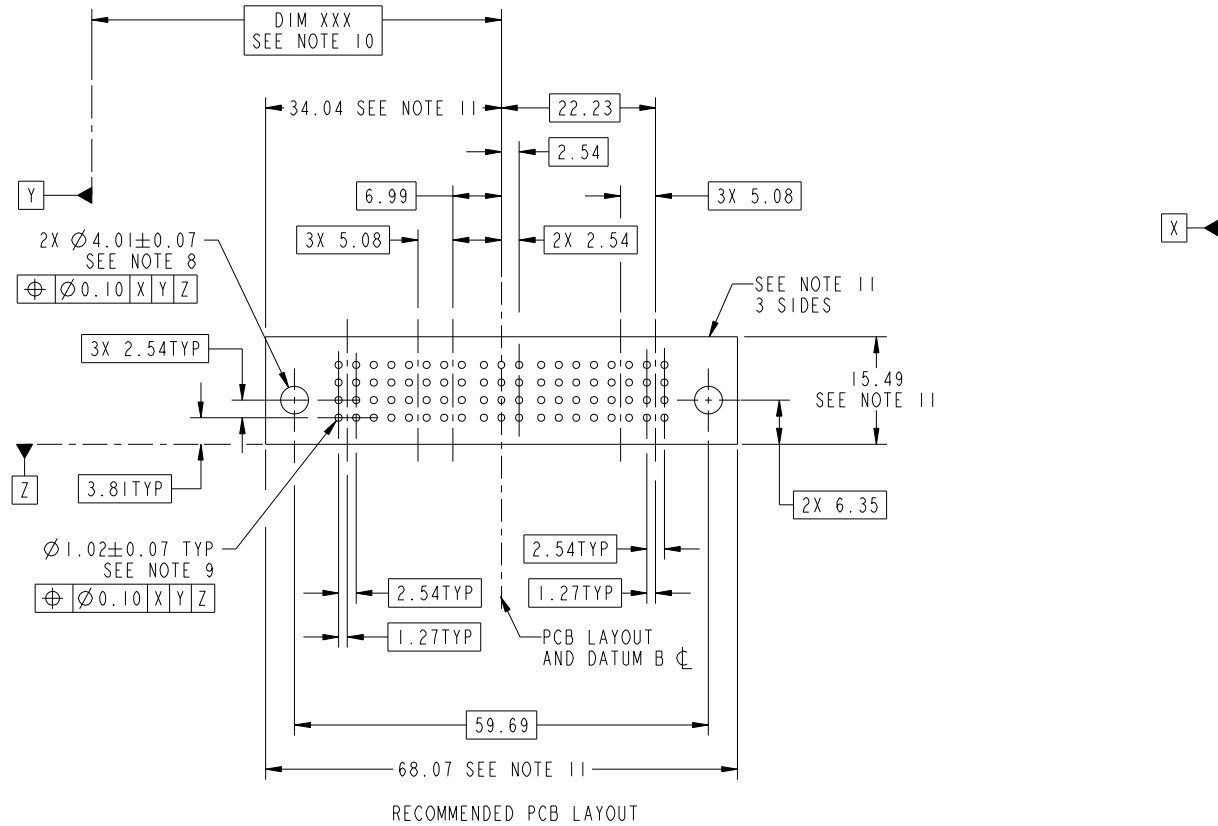 DIM XXX
SEE NOTE 10
34.04 SEE NOTE 11
22.23
2.54
Y
6.99
3X 5.08
X
2X Ø4.01±0.07
SEE NOTE 8
⌖ Ø0.10 X Y Z
3X 5.08
2X 2.54
SEE NOTE 11
3 SIDES
3X 2.54TYP
15.49
SEE NOTE 11
Z
3.81TYP
2X 6.35
Ø1.02±0.07 TYP
SEE NOTE 9
⌖ Ø0.10 X Y Z
2.54TYP
2.54TYP
1.27TYP
1.27TYP
PCB LAYOUT
AND DATUM B ℄
59.69
68.07 SEE NOTE 11
RECOMMENDED PCB LAYOUT